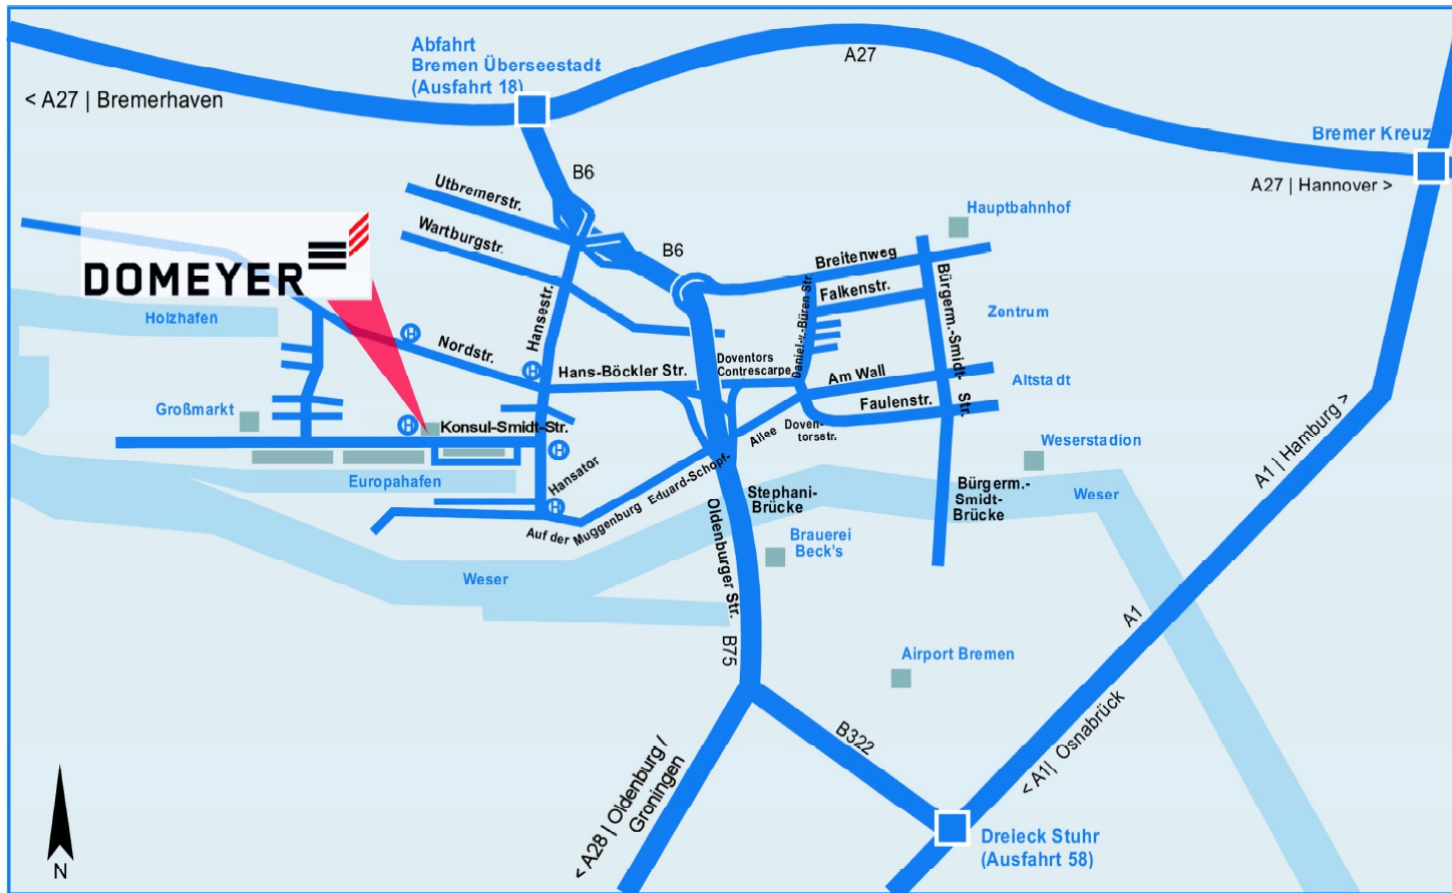 Abfahrt
Bremen Überseestadt
(Ausfahrt 18)
A27
< A27 | Bremerhaven
Bremer Kreuz
A27 | Hannover >
B6
Utbremerstr.
Wartburgstr.
Hauptbahnhof
B6
Breitenweg
DOMEYER
Falkenstr.
Daniel-v.-Büren Str.
Bürgerm.-Smidt-
Str.
Zentrum
Holzhafen
Hansestr.
H
Nordstr.
H
Hans-Böckler Str.
Doventors
Contrescarpe
Am Wall
Altstadt
Großmarkt
Faulenstr.
H
Konsul-Smidt-Str.
Allee
Doven-
torsstr.
H
Weserstadion
A1 | Hamburg >
Europahafen
Hansator
Eduard-Schopf-
Stephani-
Brücke
Bürgerm.-
Smidt-
Brücke
Weser
H
Auf der Muggenburg
Oldenburger Str.
Brauerei
Beck's
Weser
A1
B75
Airport Bremen
B322
< A1| Osnabrück
< A28 | Oldenburg /
Groningen
Dreieck Stuhr
(Ausfahrt 58)
N